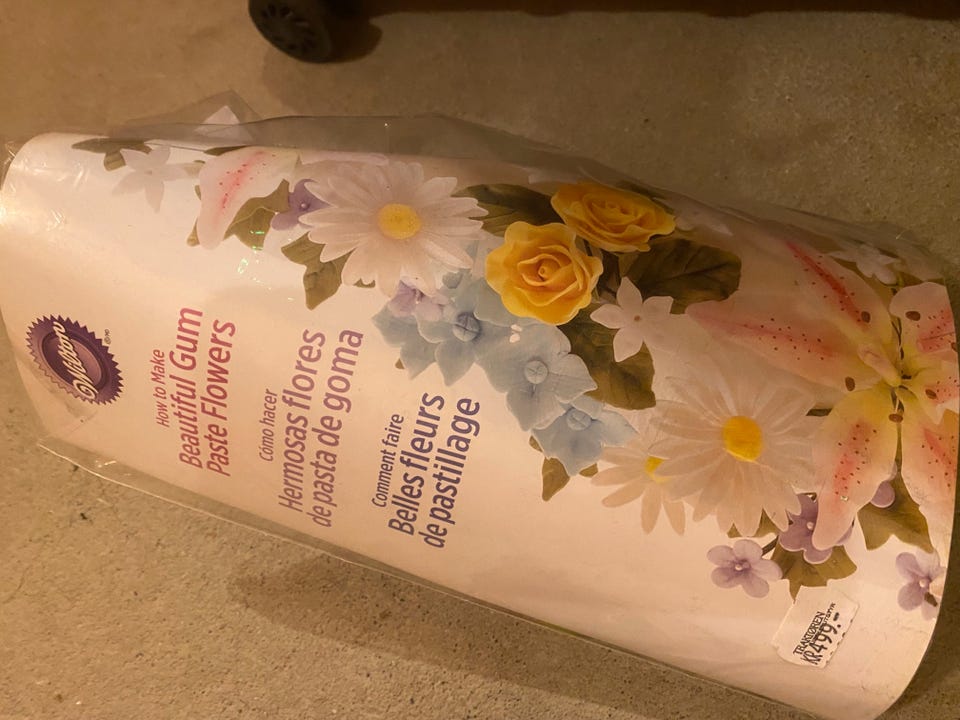 Wilton
How to Make
Beautiful Gum
Paste Flowers
Cómo hacer
Hermosas flores
de pasta de goma
Comment faire
Belles fleurs
de pastillage
KR499.-